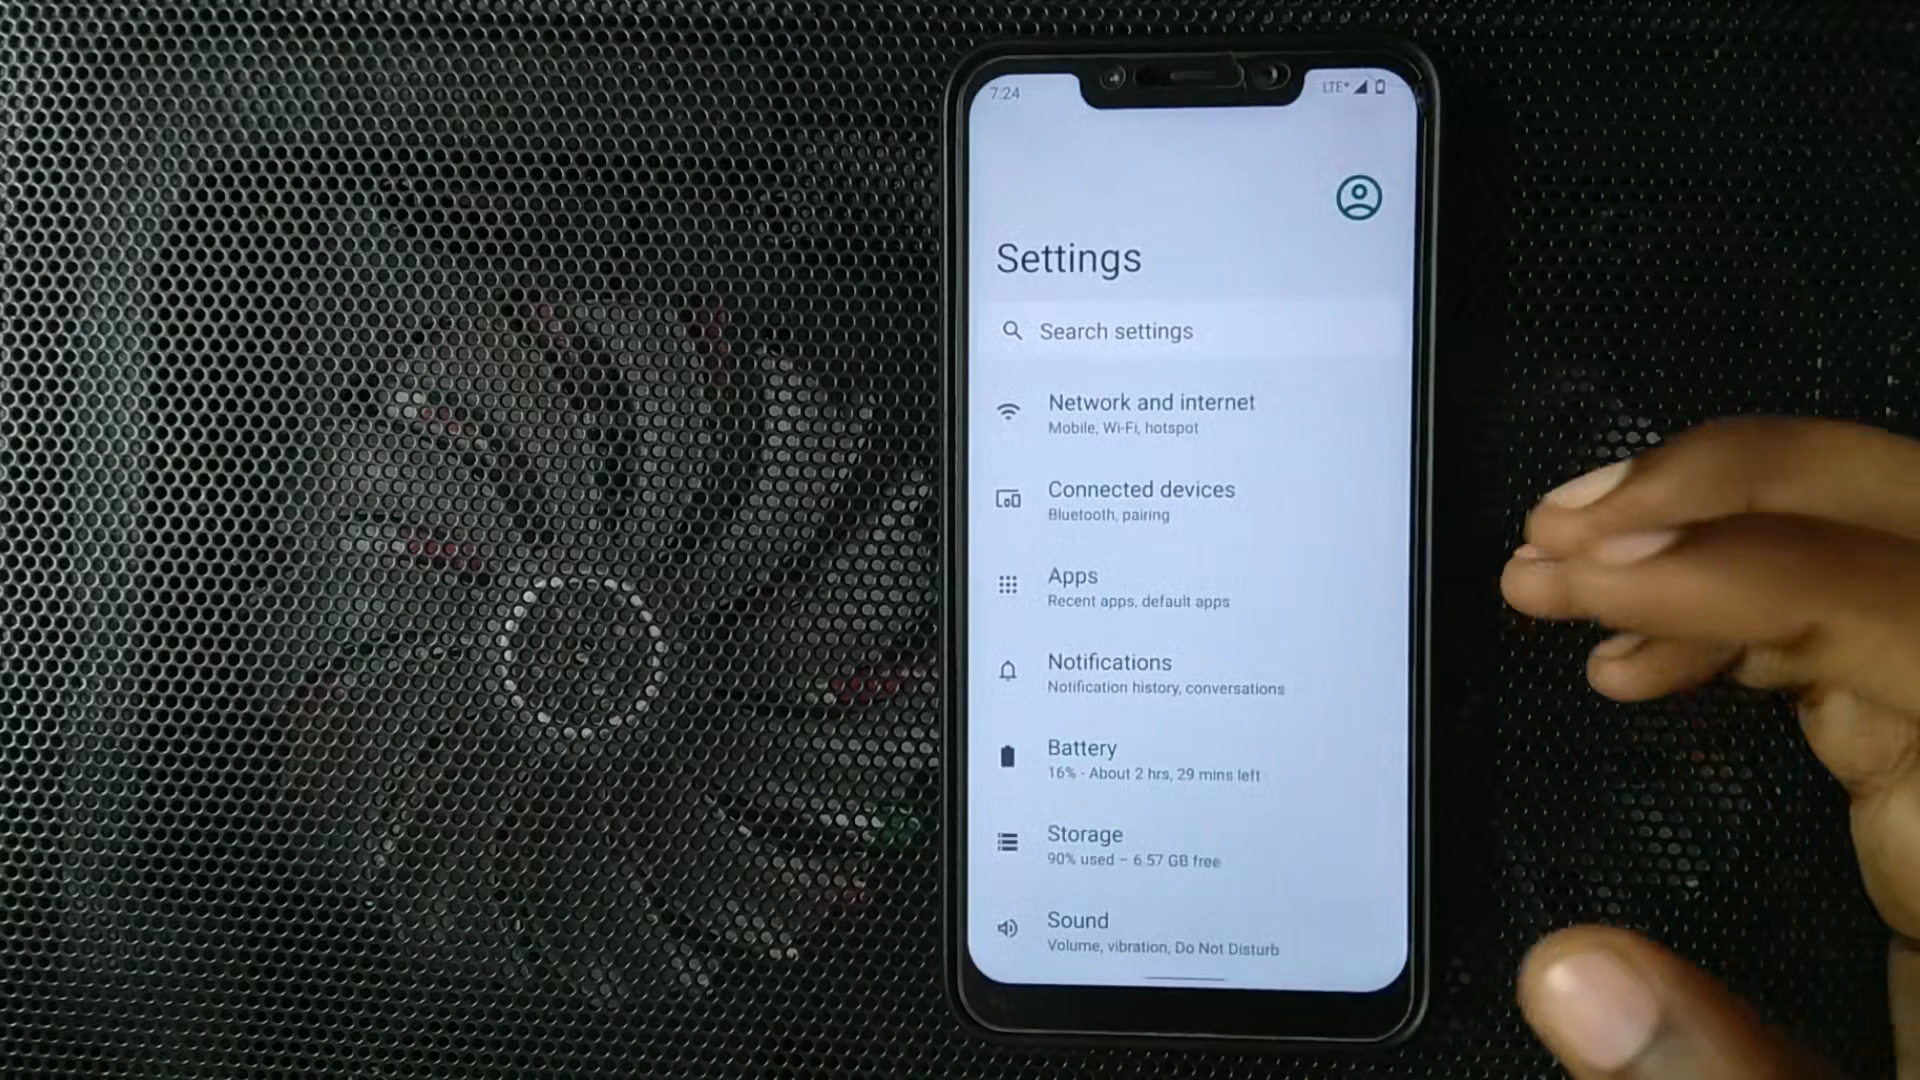 7:24
LTE+
Settings
Search settings
Network and internet
Mobile, Wi-Fi, hotspot
Connected devices
Bluetooth, pairing
Apps
Recent apps, default apps
Notifications
Notification history, conversations
Battery
16% - About 2 hrs, 29 mins left
Storage
90% used – 6.57 GB free
Sound
Volume, vibration, Do Not Disturb